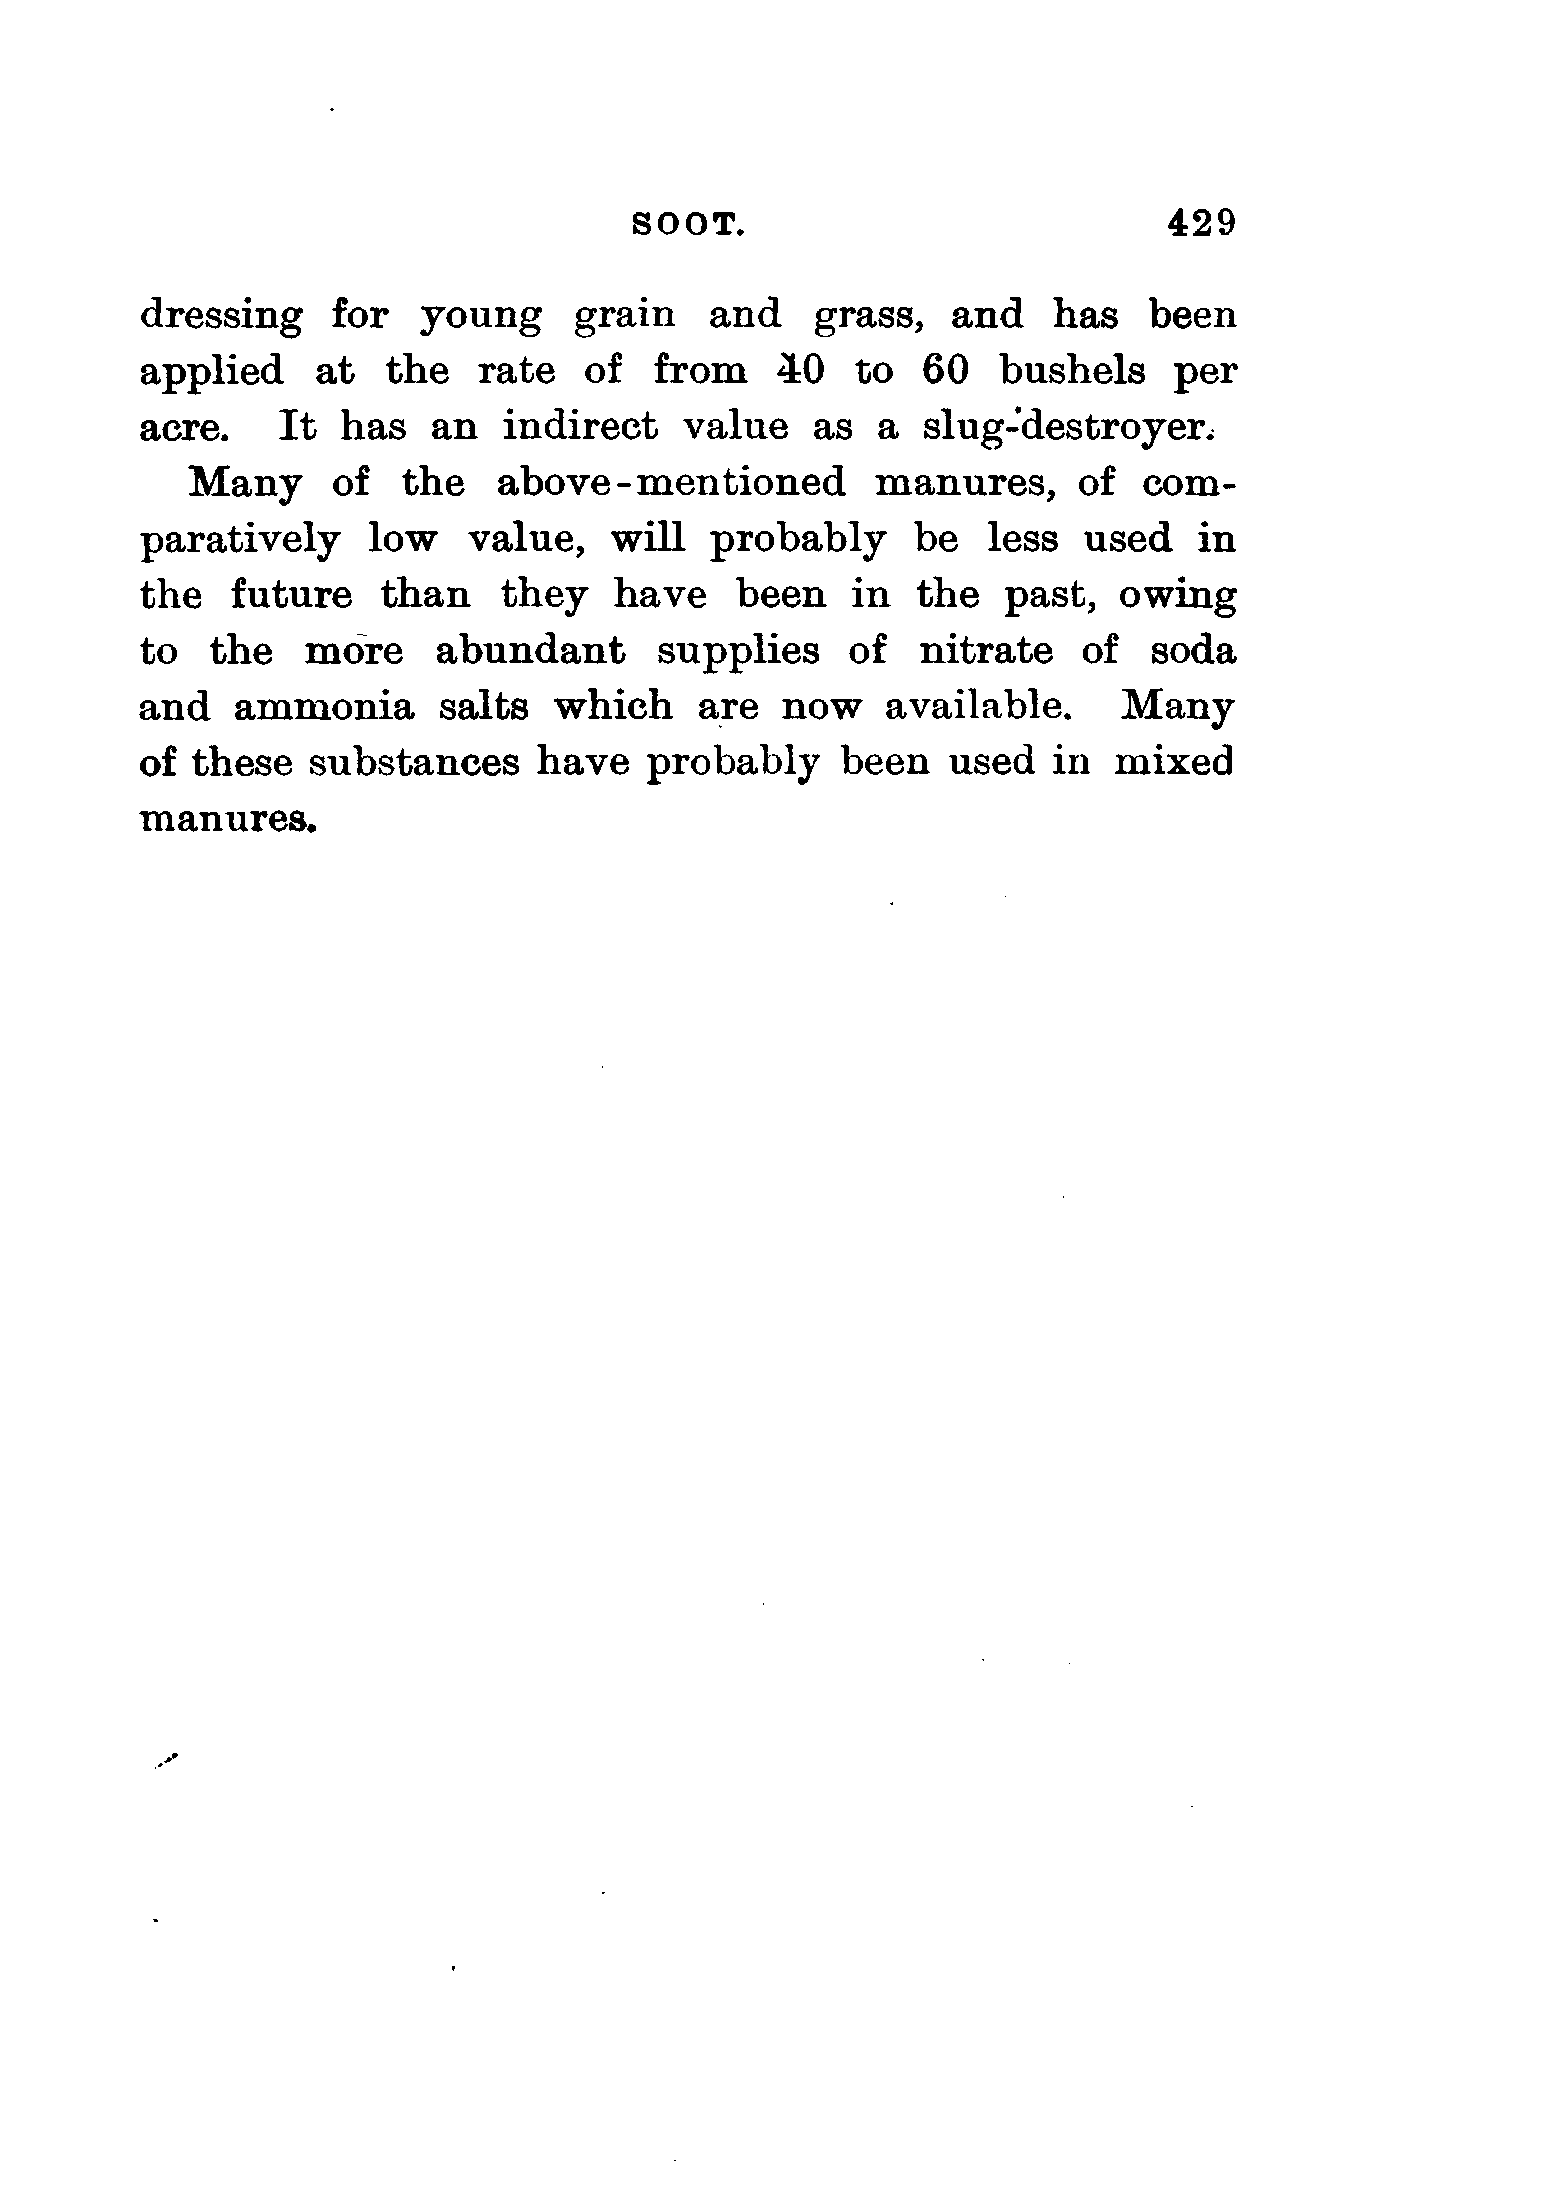 SOOT. 429
dressing for young grain and grass, and has been
applied at the rate of from 40 to 60 bushels per
acre. It has an indirect value as a slug-destroyer.
Many of the above-mentioned manures, of com-
paratively low value, will probably be less used in
the future than they have been in the past, owing
to the more abundant supplies of nitrate of soda
and ammonia salts which are now available. Many
of these substances have probably been used in mixed
manures.